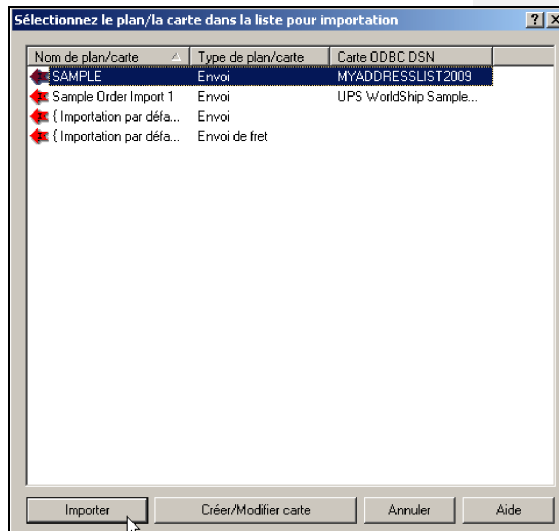 Sélectionnez le plan/la carte dans la liste pour importation
Nom de plan/carte Type de plan/carte Carte ODBC DSN
SAMPLE Envoi MYADDRESSLIST2009
Sample Order Import 1 Envoi UPS WorldShip Sample...
{ Importation par défa... Envoi
{ Importation par défa... Envoi de fret
Importer Créer/Modifier carte Annuler Aide